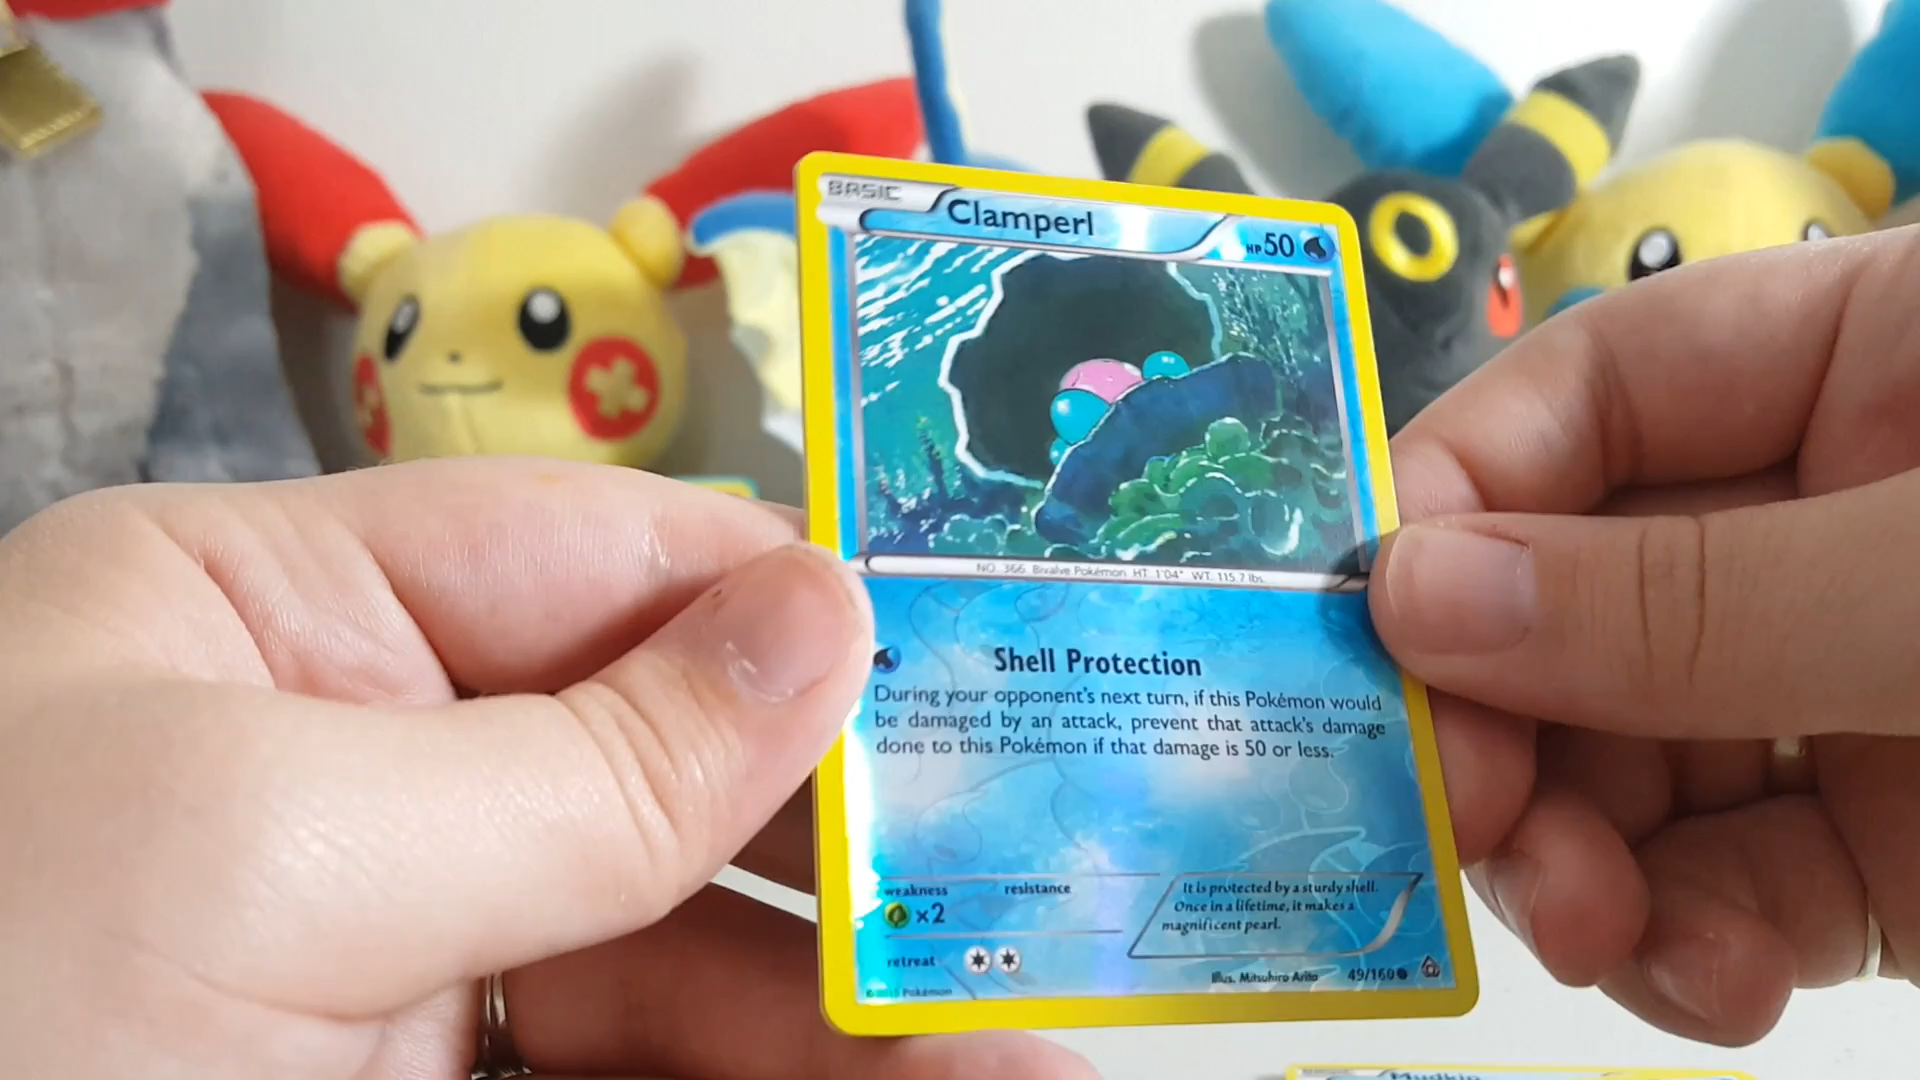 BASIC
Clamperl
HP50
NO. 366 Bivalve Pokémon HT. 1'04" WT. 115.7 lbs.
Shell Protection
During your opponent's next turn, if this Pokémon would
be damaged by an attack, prevent that attack's damage
done to this Pokémon if that damage is 50 or less.
weakness resistance
×2
It is protected by a sturdy shell.
Once in a lifetime, it makes a
magnificent pearl.
retreat
Illus. Mitsuhiro Arita 49/160
©2015 Pokémon
Mudkip